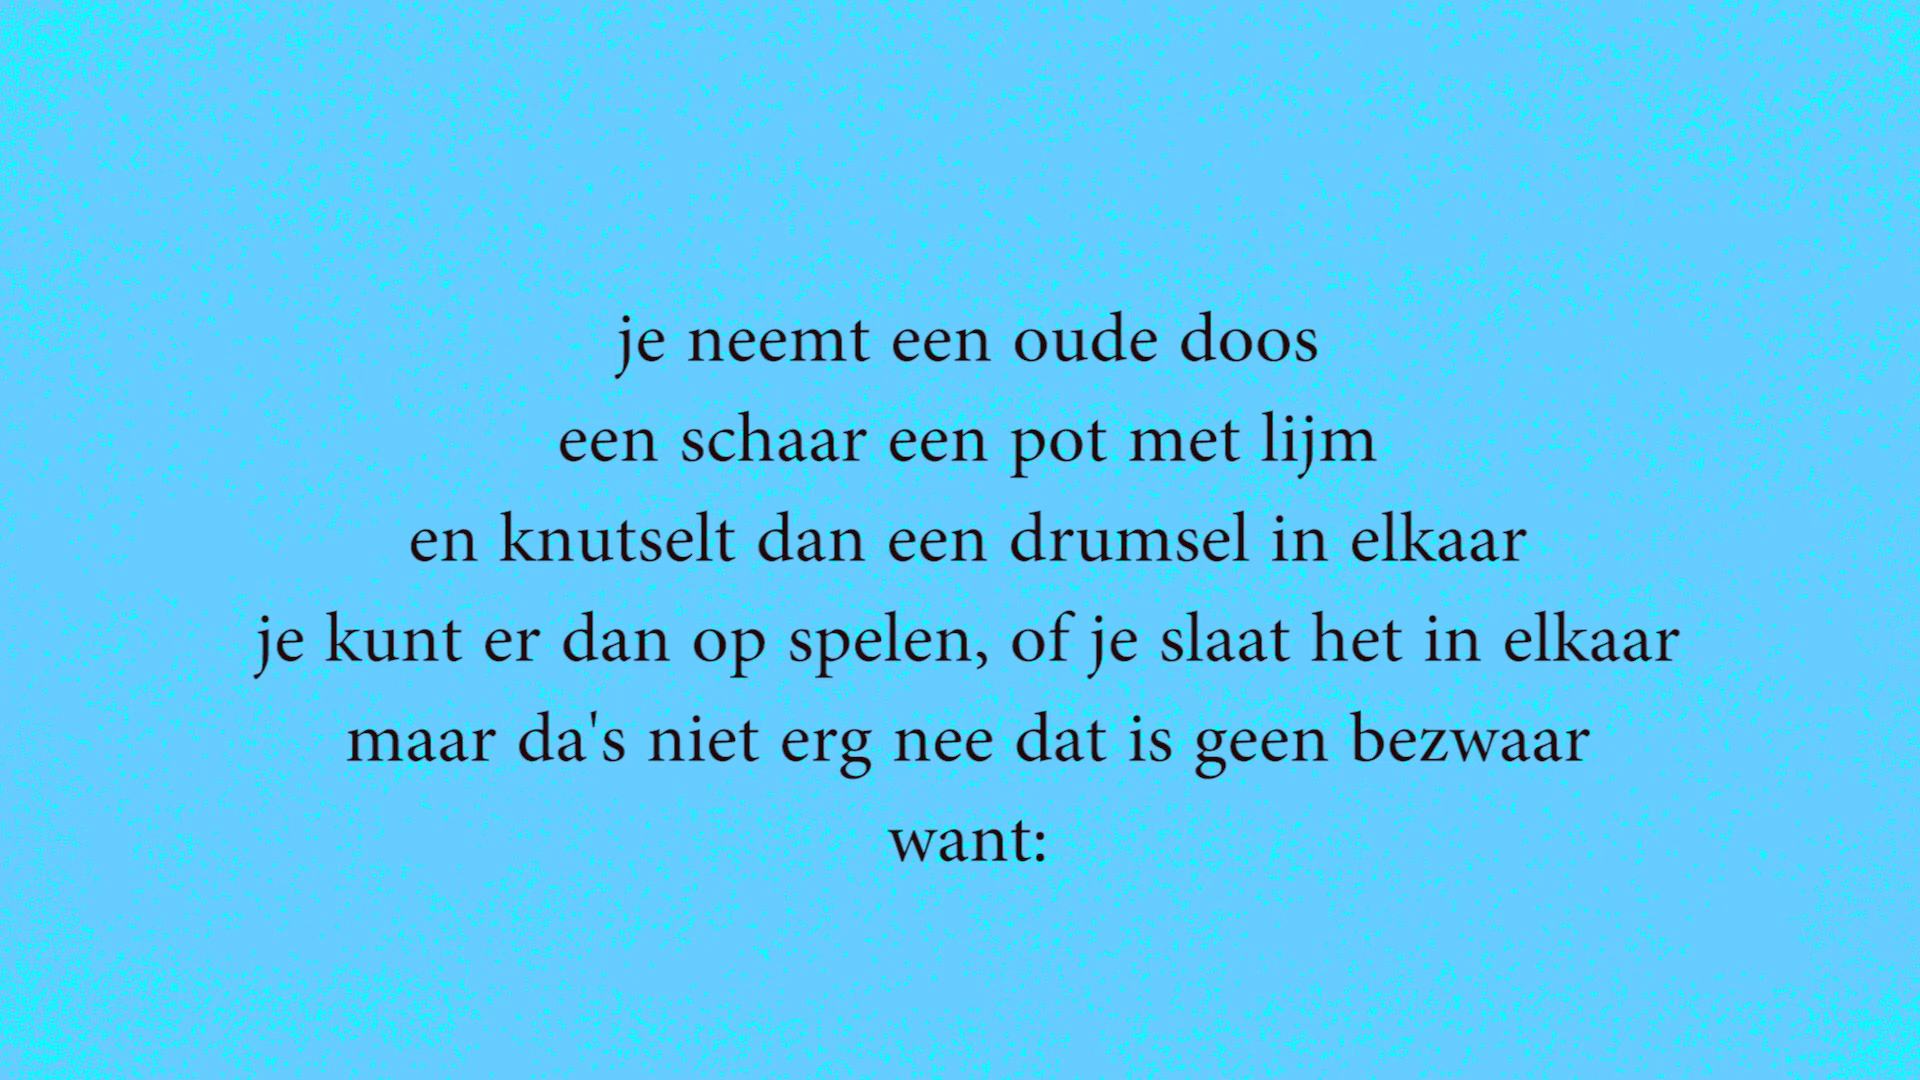 je neemt een oude doos
een schaar een pot met lijm
en knutselt dan een drumsel in elkaar
je kunt er dan op spelen, of je slaat het in elkaar
maar da's niet erg nee dat is geen bezwaar
want: